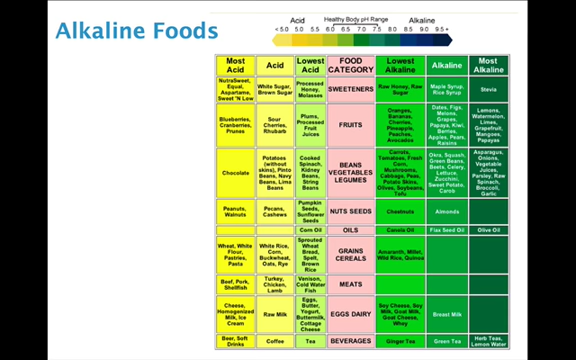 Alkaline Foods
Acid
Healthy Body pH Range
Alkaline
< 5.0 5.0 5.5 6.0 6.5 7.0 7.5 8.0 8.5 9.0 9.5 +
Most
Acid
Acid
Lowest
Acid
FOOD
CATEGORY
Lowest
Alkaline
Alkaline
Most
Alkaline
NutraSweet,
Equal,
Aspartame,
Sweet 'N Low
White Sugar,
Brown Sugar
Processed
Honey,
Molasses
SWEETENERS
Raw Honey, Raw
Sugar
Maple Syrup,
Rice Syrup
Stevia
Blueberries,
Cranberries,
Prunes
Sour
Cherries,
Rhubarb
Plums,
Processed
Fruit
Juices
FRUITS
Oranges,
Bananas,
Cherries,
Pineapple,
Peaches,
Avocados
Dates, Figs,
Melons,
Grapes,
Papaya, Kiwi,
Berries,
Apples, Pears,
Raisins
Lemons,
Watermelon,
Limes,
Grapefruit,
Mangoes,
Papayas
Chocolate
Potatoes
(without
skins), Pinto
Beans, Navy
Beans, Lima
Beans
Cooked
Spinach,
Kidney
Beans,
String
Beans
BEANS
VEGETABLES
LEGUMES
Carrots,
Tomatoes, Fresh
Corn,
Mushrooms,
Cabbage, Peas,
Potato Skins,
Olives, Soybeans,
Tofu
Okra, Squash,
Green Beans,
Beets, Celery,
Lettuce,
Zucchini,
Sweet Potato,
Carob
Asparagus,
Onions,
Vegetable
Juices,
Parsley, Raw
Spinach,
Broccoli,
Garlic
Peanuts,
Walnuts
Pecans,
Cashews
Pumpkin
Seeds,
Sunflower
Seeds
NUTS SEEDS
Chestnuts
Almonds
Corn Oil
OILS
Canola Oil
Flax Seed Oil
Olive Oil
Wheat, White
Flour,
Pastries,
Pasta
White Rice,
Corn,
Buckwheat,
Oats, Rye
Sprouted
Wheat
Bread,
Spelt,
Brown
Rice
GRAINS
CEREALS
Amaranth, Millet,
Wild Rice, Quinoa
Beef, Pork,
Shellfish
Turkey,
Chicken,
Lamb
Venison,
Cold Water
Fish
MEATS
Cheese,
Homogenized
Milk, Ice
Cream
Raw Milk
Eggs,
Butter,
Yogurt,
Buttermilk,
Cottage
Cheese
EGGS DAIRY
Soy Cheese, Soy
Milk, Goat Milk,
Goat Cheese,
Whey
Breast Milk
Beer, Soft
Drinks
Coffee
Tea
BEVERAGES
Ginger Tea
Green Tea
Herb Teas,
Lemon Water